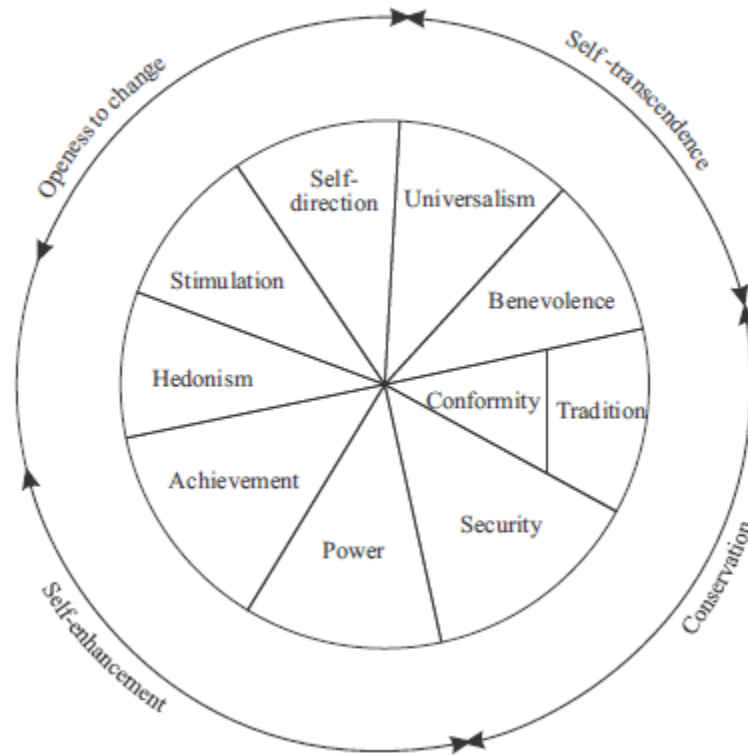 Openess to change
Self-transcendence
Self-
direction
Universalism
Stimulation
Benevolence
Hedonism
Conformity
Tradition
Achievement
Security
Power
Self-enhancement
Conservation